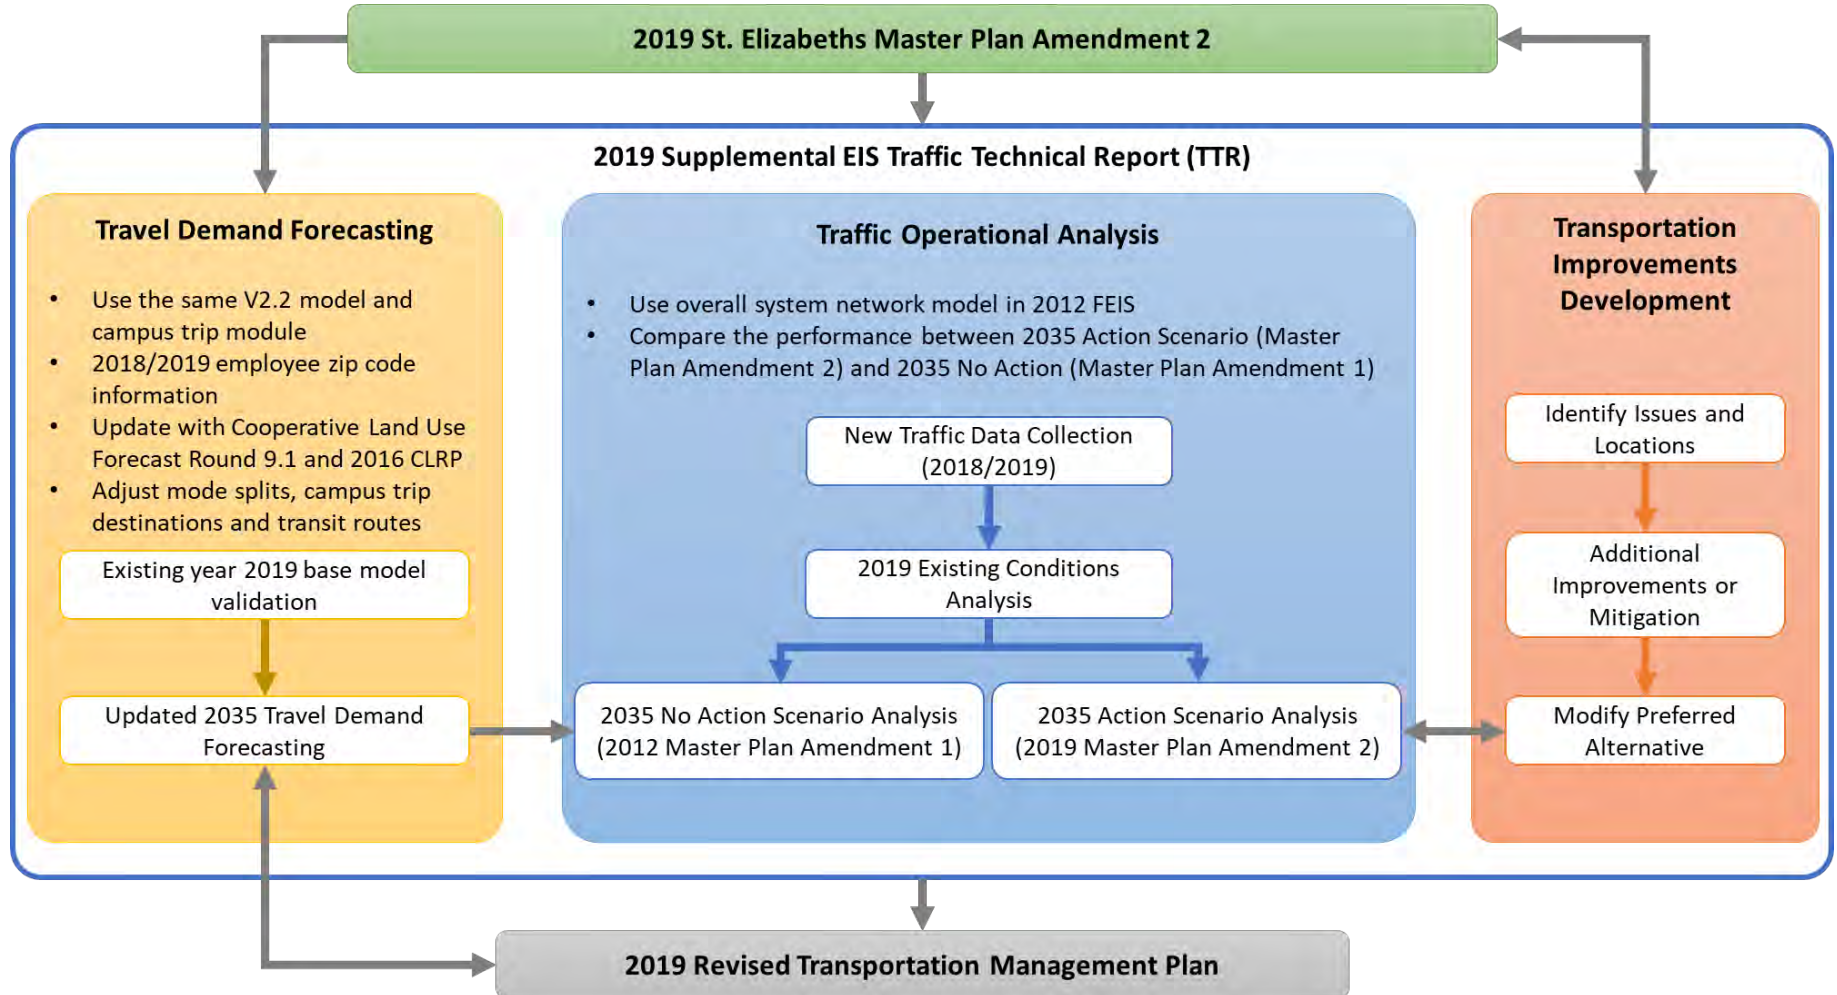 2019 St. Elizabeths Master Plan Amendment 2
2019 Supplemental EIS Traffic Technical Report (TTR)
Travel Demand Forecasting
• Use the same V2.2 model and
campus trip module
• 2018/2019 employee zip code
information
• Update with Cooperative Land Use
Forecast Round 9.1 and 2016 CLRP
• Adjust mode splits, campus trip
destinations and transit routes
Existing year 2019 base model
validation
Updated 2035 Travel Demand
Forecasting
Traffic Operational Analysis
• Use overall system network model in 2012 FEIS
• Compare the performance between 2035 Action Scenario (Master
Plan Amendment 2) and 2035 No Action (Master Plan Amendment 1)
New Traffic Data Collection
(2018/2019)
2019 Existing Conditions
Analysis
2035 No Action Scenario Analysis
(2012 Master Plan Amendment 1)
2035 Action Scenario Analysis
(2019 Master Plan Amendment 2)
Transportation
Improvements
Development
Identify Issues and
Locations
Additional
Improvements or
Mitigation
Modify Preferred
Alternative
2019 Revised Transportation Management Plan